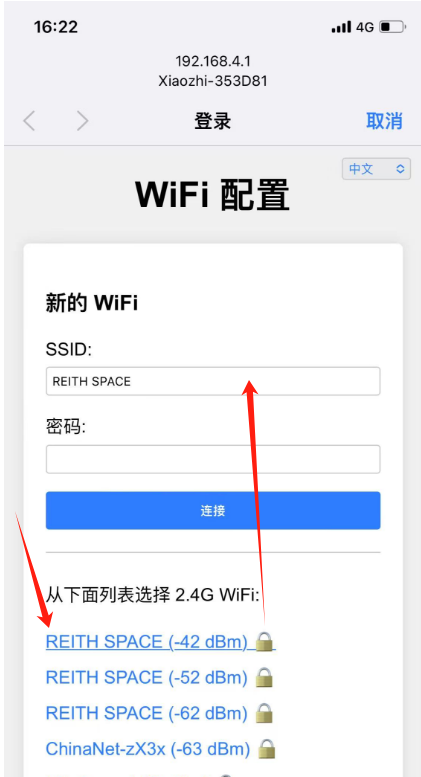 16:22
4G
192.168.4.1
Xiaozhi-353D81
登录
取消
中文
WiFi 配置
新的 WiFi
SSID:
REITH SPACE
密码:
连接
从下面列表选择 2.4G WiFi:
REITH SPACE (-42 dBm)
REITH SPACE (-52 dBm)
REITH SPACE (-62 dBm)
ChinaNet-zX3x (-63 dBm)